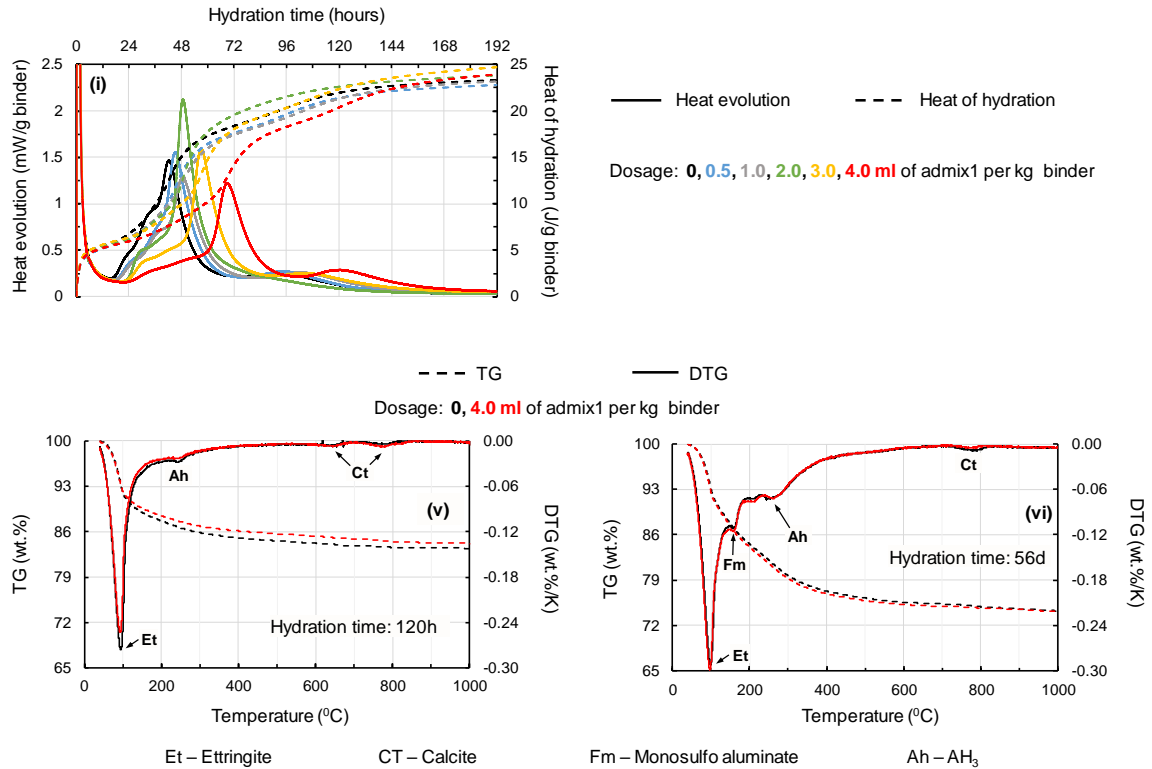 Hydration time (hours)
0 24 48 72 96 120 144 168 192
Heat evolution (mW/g binder)
2.5
2
1.5
1
0.5
0
(i)
25
20
15
10
5
0
Heat of hydration (J/g binder)
Heat evolution
Heat of hydration
Dosage: 0, 0.5, 1.0, 2.0, 3.0, 4.0 ml of admix1 per kg binder
TG
DTG
Dosage: 0, 4.0 ml of admix1 per kg binder
TG (wt.%)
100
93
86
79
72
65
Ah
Ct
(v)
Et
Hydration time: 120h
0.00
-0.06
-0.12
-0.18
-0.24
-0.30
DTG (wt.%/K)
0 200 400 600 800 1000
Temperature (⁰C)
TG (wt.%)
100
93
86
79
72
65
Ct
(vi)
Ah
Fm
Hydration time: 56d
Et
0.00
-0.06
-0.12
-0.18
-0.24
-0.30
DTG (wt.%/K)
0 200 400 600 800 1000
Temperature (⁰C)
Et – Ettringite CT – Calcite Fm – Monosulfo aluminate Ah – AH₃